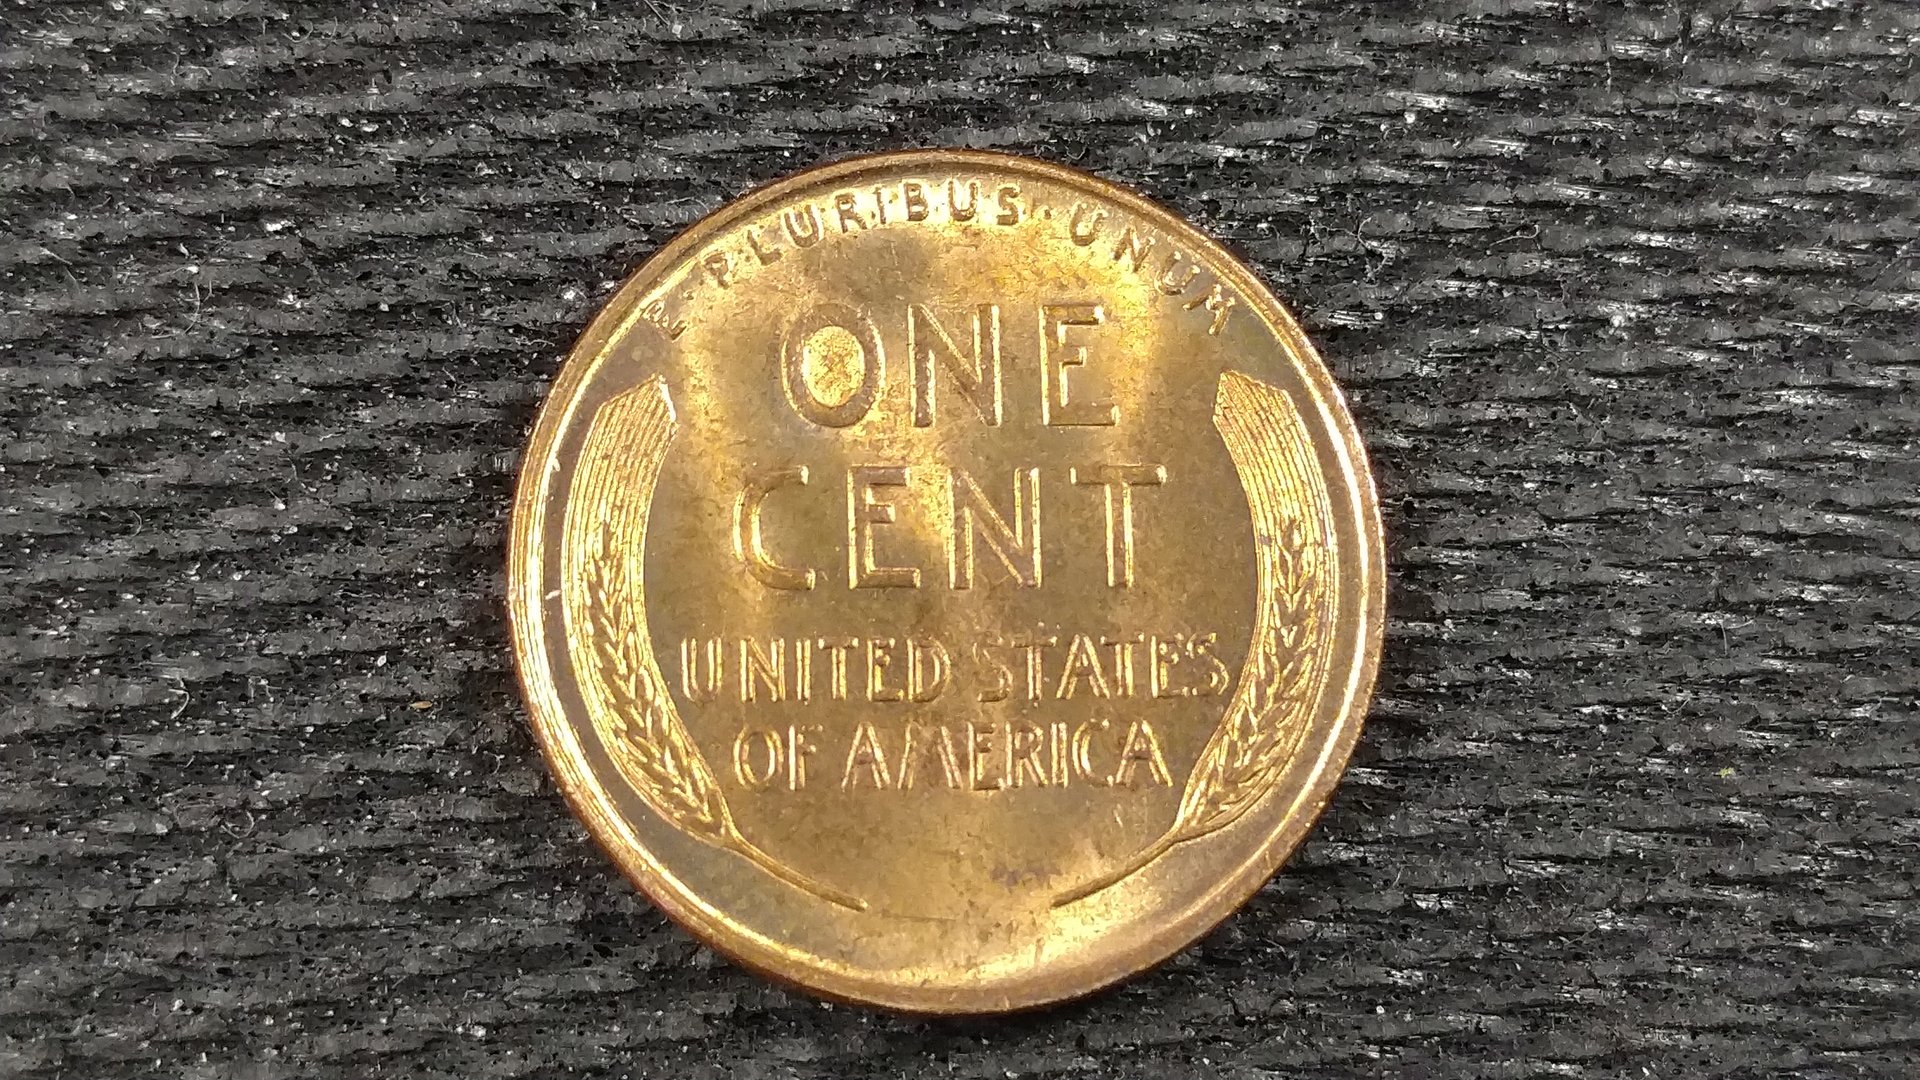 E·PLURIBUS·UNUM
ONE
CENT
UNITED STATES
OF AMERICA